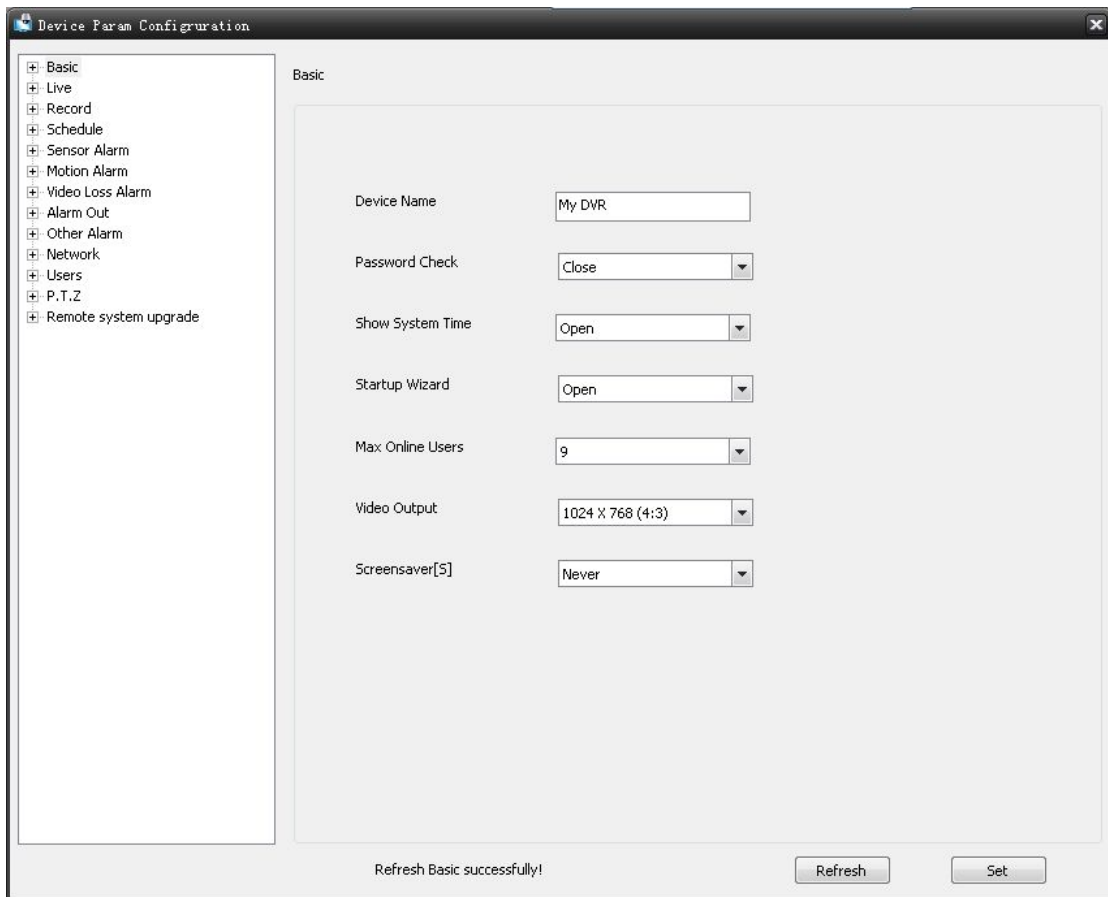 Device Param Configruration
Basic
Live
Record
Schedule
Sensor Alarm
Motion Alarm
Video Loss Alarm
Alarm Out
Other Alarm
Network
Users
P.T.Z
Remote system upgrade
Basic
Device Name My DVR
Password Check Close
Show System Time Open
Startup Wizard Open
Max Online Users 9
Video Output 1024 X 768 (4:3)
Screensaver[S] Never
Refresh Basic successfully! Refresh Set